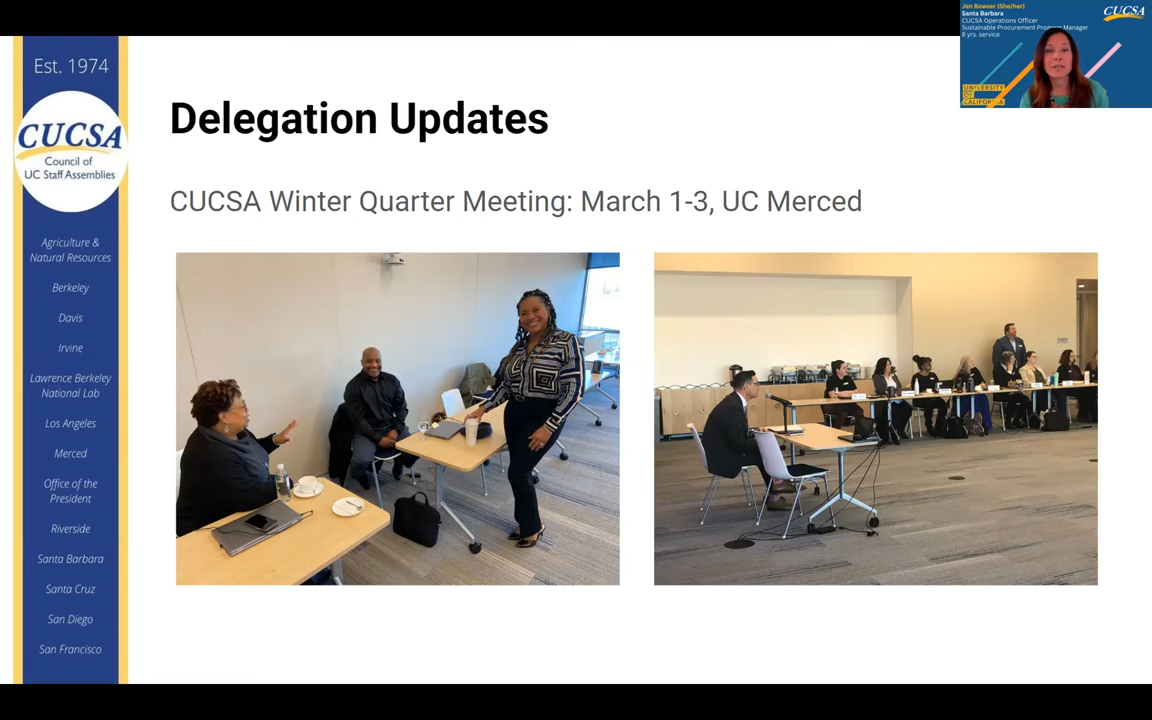 Est. 1974
CUCSA
Council of
UC Staff Assemblies
Agriculture &
Natural Resources
Berkeley
Davis
Irvine
Lawrence Berkeley
National Lab
Los Angeles
Merced
Office of the
President
Riverside
Santa Barbara
Santa Cruz
San Diego
San Francisco
Delegation Updates
CUCSA Winter Quarter Meeting: March 1-3, UC Merced
Jen Bowser (She/her)
Santa Barbara
CUCSA Operations Officer
Sustainable Procurement Program Manager
8 yrs. service
CUCSA
UNIVERSITY
OF
CALIFORNIA